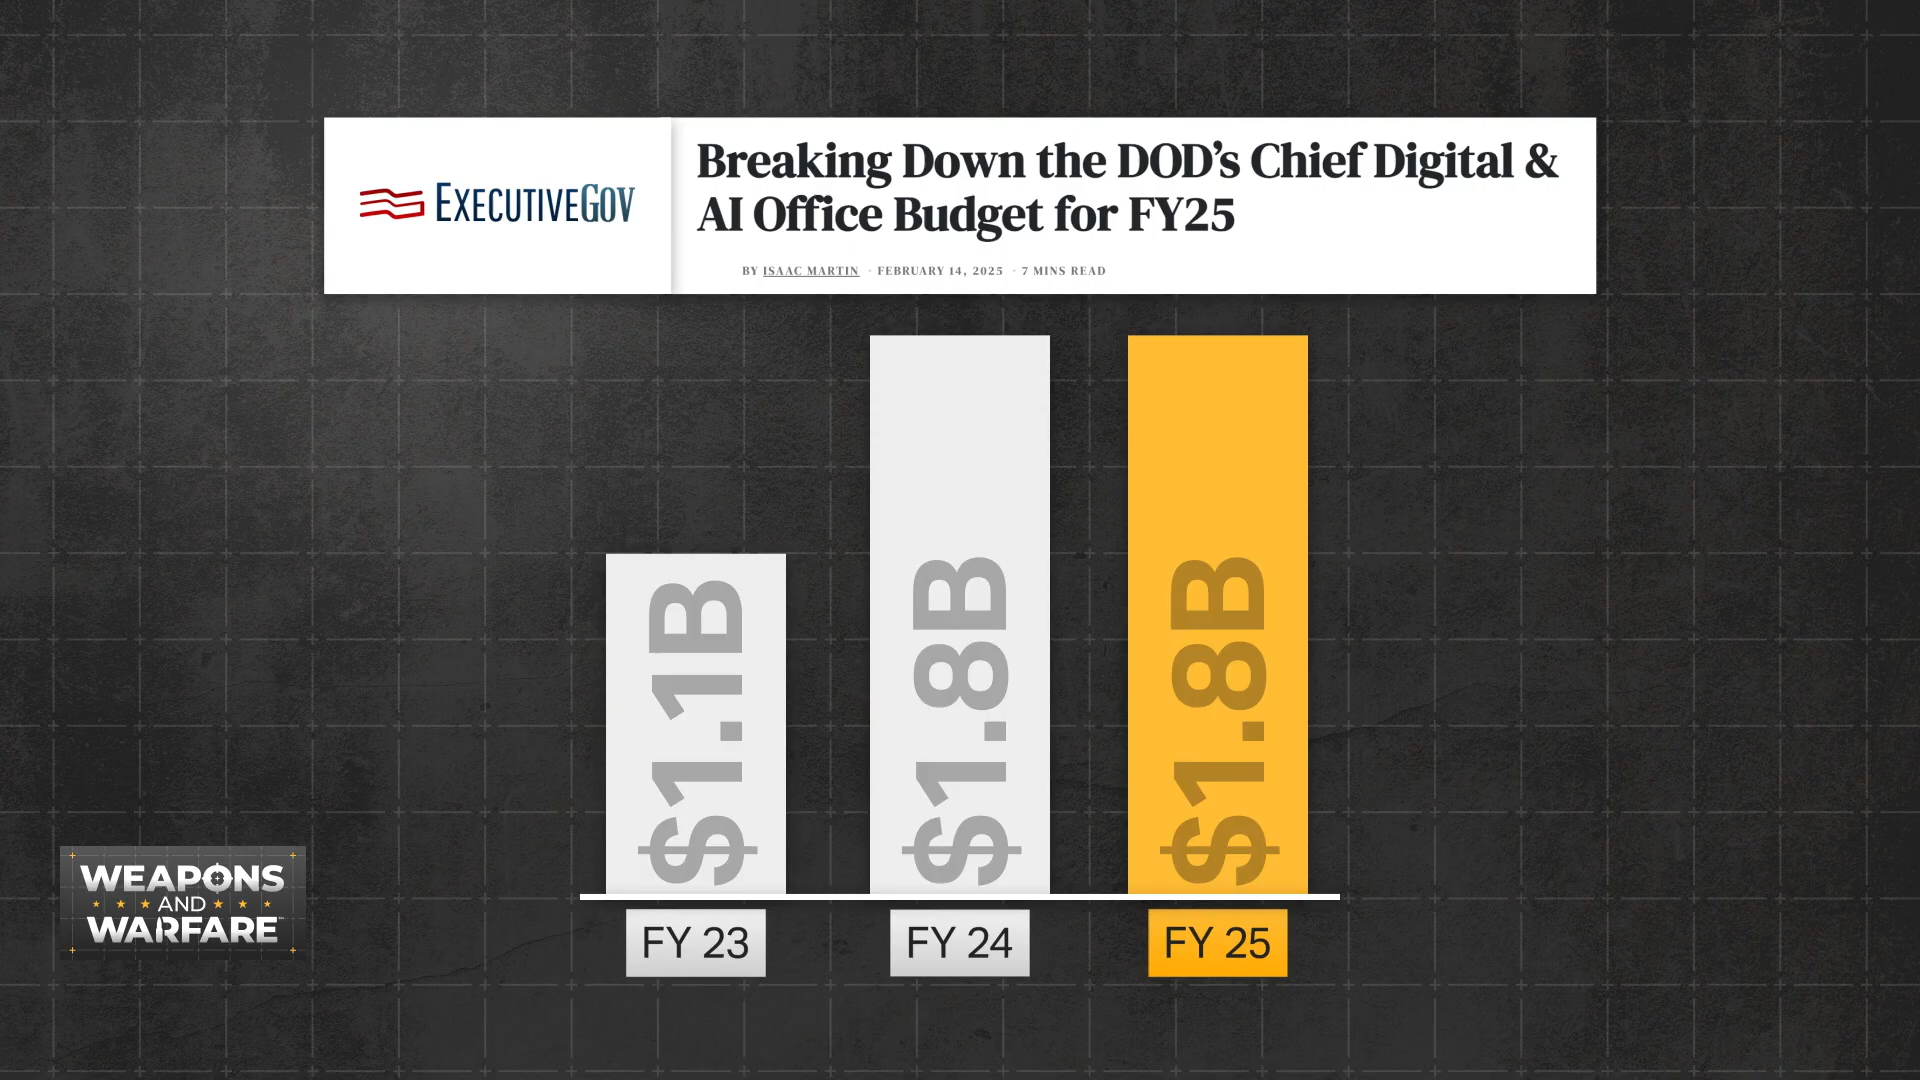 EXECUTIVEGOV
Breaking Down the DOD’s Chief Digital &
AI Office Budget for FY25
BY ISAAC MARTIN · FEBRUARY 14, 2025 · 7 MINS READ
$1.1B
$1.8B
$1.8B
FY 23
FY 24
FY 25
WEAPONS
AND
WARFARE